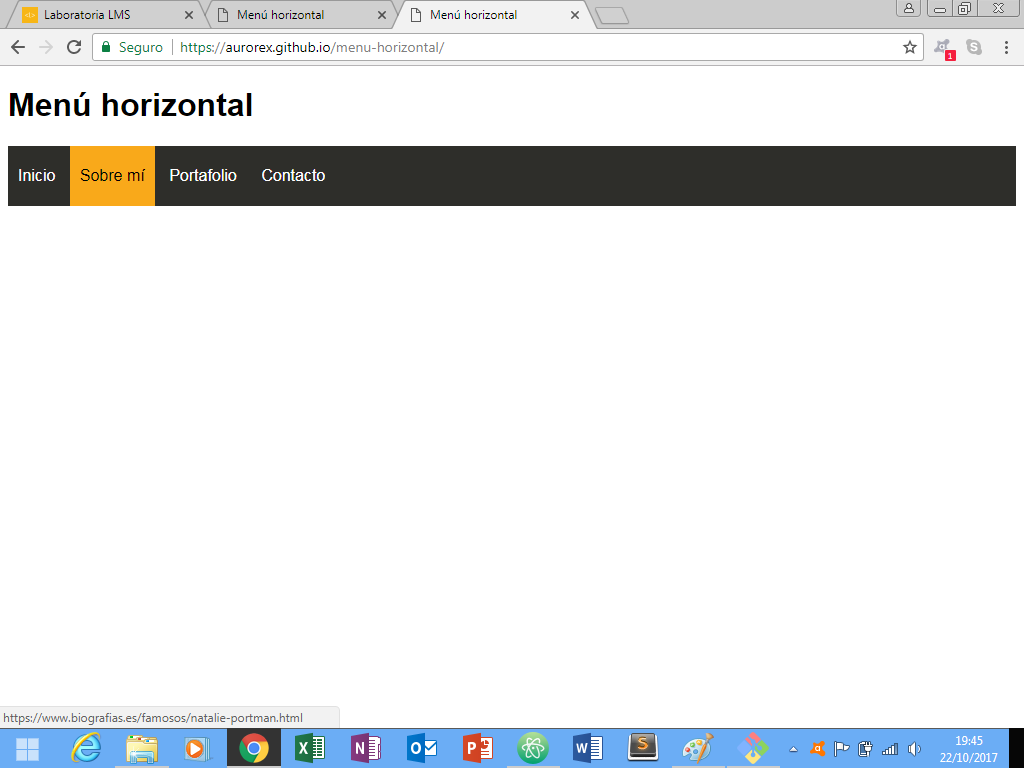 Laboratoria LMS
Menú horizontal
Menú horizontal
Seguro
https://aurorex.github.io/menu-horizontal/
1
Menú horizontal
Inicio Sobre mí Portafolio Contacto
https://www.biografias.es/famosos/natalie-portman.html
19:45
22/10/2017